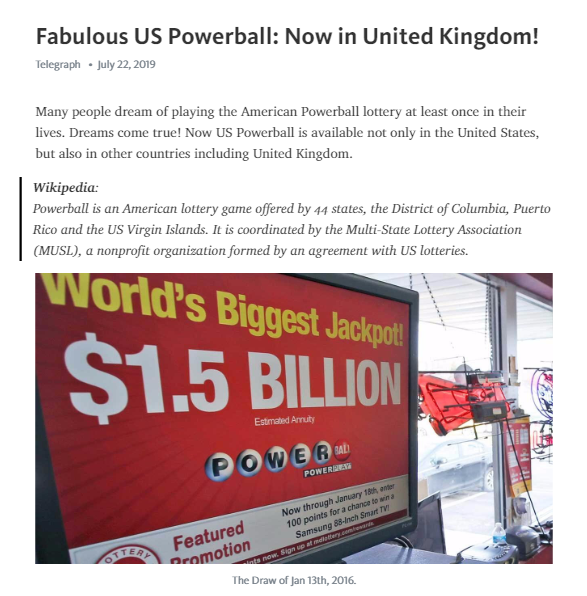 Fabulous US Powerball: Now in United Kingdom!
Telegraph • July 22, 2019
Many people dream of playing the American Powerball lottery at least once in their
lives. Dreams come true! Now US Powerball is available not only in the United States,
but also in other countries including United Kingdom.
Wikipedia:
Powerball is an American lottery game offered by 44 states, the District of Columbia, Puerto
Rico and the US Virgin Islands. It is coordinated by the Multi-State Lottery Association
(MUSL), a nonprofit organization formed by an agreement with US lotteries.
World's Biggest Jackpot!
$1.5 BILLION
Estimated Annuity
POWERBALL
POWERPLAY
Now through January 16th, enter
100 points for a chance to win a
Samsung 88-Inch Smart TV!
Featured
Promotion
now. Sign up at mdlottery.com/rewards.
The Draw of Jan 13th, 2016.